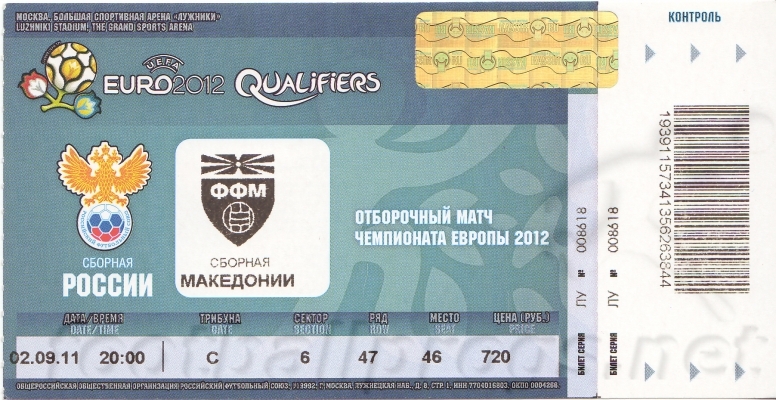 МОСКВА, БОЛЬШАЯ СПОРТИВНАЯ АРЕНА «ЛУЖНИКИ»
LUZHNIKI STADIUM, THE GRAND SPORTS ARENA
КОНТРОЛЬ
UEFA
EURO2012 QUALIFIERS
ФФМ
ОТБОРОЧНЫЙ МАТЧ
ЧЕМПИОНАТА ЕВРОПЫ 2012
СБОРНАЯ
РОССИИ
СБОРНАЯ
МАКЕДОНИИ
ДАТА/ВРЕМЯ ТРИБУНА СЕКТОР РЯД МЕСТО ЦЕНА (РУБ.)
DATE/TIME GATE SECTION ROW SEAT PRICE
02.09.11 20:00 C 6 47 46 720
БИЛЕТ СЕРИЯ ЛУ № 008618
БИЛЕТ СЕРИЯ ЛУ № 008618
19391157341356263844
footballtickets.net